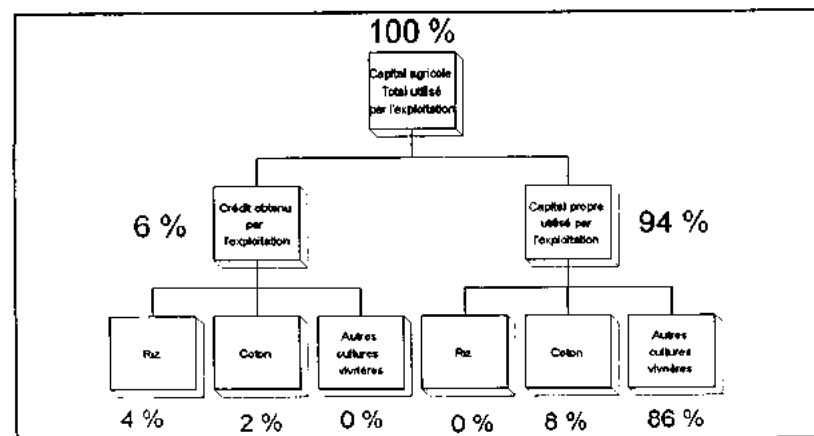 100 %
Capital agricole
Total utilisé
par l'exploitation
6 %
Crédit obtenu
par
l'exploitation
Capital propre
utilisé par
l'exploitation
94 %
Riz
Coton
Autres
cultures
vivrières
Riz
Coton
Autres
cultures
vivrières
4 %
2 %
0 %
0 %
8 %
86 %